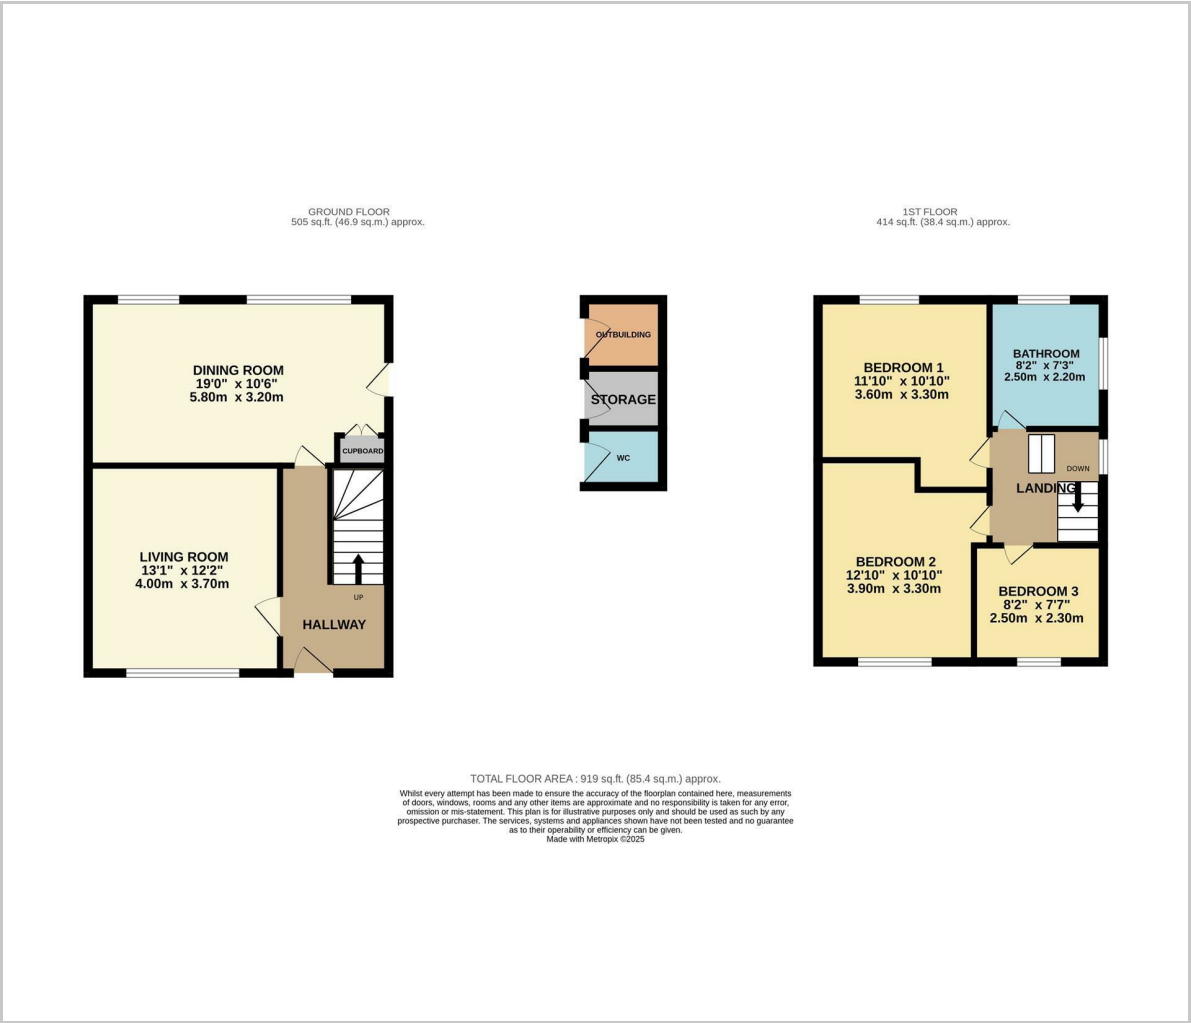 GROUND FLOOR
505 sq.ft. (46.9 sq.m.) approx.
1ST FLOOR
414 sq.ft. (38.4 sq.m.) approx.
DINING ROOM
19'0" x 10'6"
5.80m x 3.20m
CUPBOARD
LIVING ROOM
13'1" x 12'2"
4.00m x 3.70m
UP
HALLWAY
OUTBUILDING
STORAGE
WC
BEDROOM 1
11'10" x 10'10"
3.60m x 3.30m
BATHROOM
8'2" x 7'3"
2.50m x 2.20m
DOWN
LANDING
BEDROOM 2
12'10" x 10'10"
3.90m x 3.30m
BEDROOM 3
8'2" x 7'7"
2.50m x 2.30m
TOTAL FLOOR AREA : 919 sq.ft. (85.4 sq.m.) approx.
Whilst every attempt has been made to ensure the accuracy of the floorplan contained here, measurements
of doors, windows, rooms and any other items are approximate and no responsibility is taken for any error,
omission or mis-statement. This plan is for illustrative purposes only and should be used as such by any
prospective purchaser. The services, systems and appliances shown have not been tested and no guarantee
as to their operability or efficiency can be given.
Made with Metropix ©2025